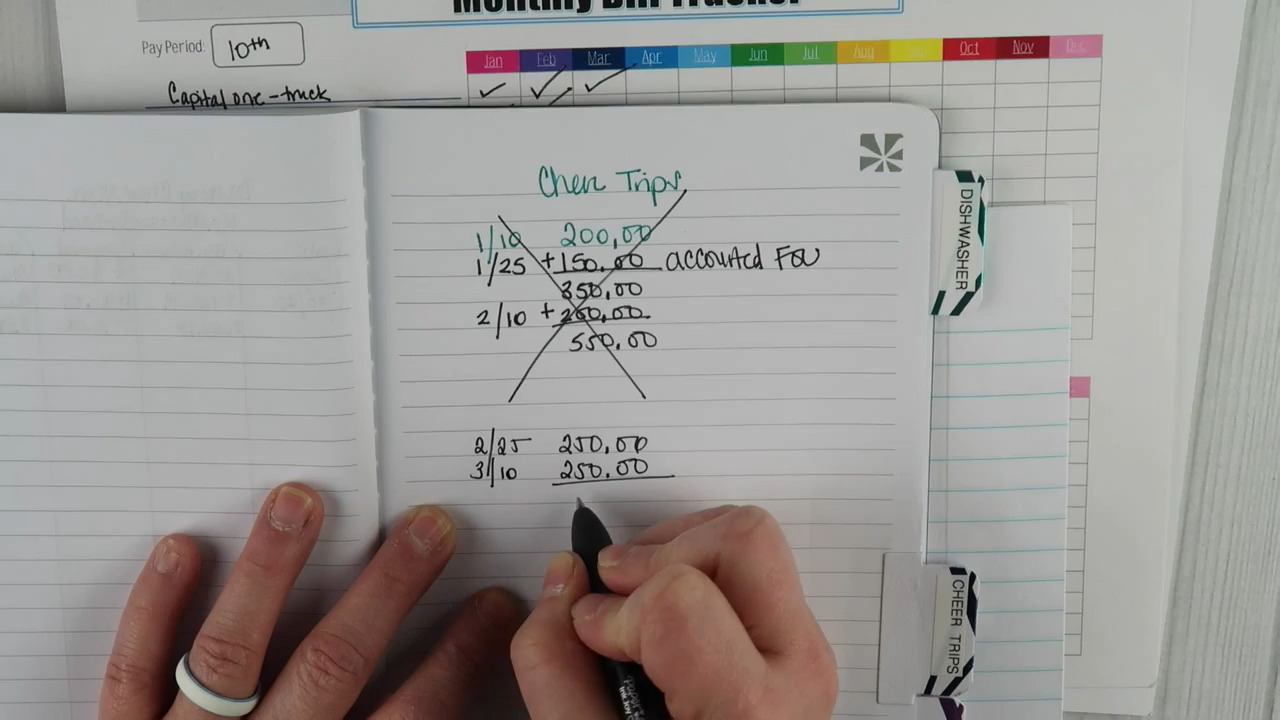 Monthly Bill Tracker
Pay Period: 10th
Jan Feb Mar Apr May Jun Jul Aug Oct Nov Dec
Capital one - truck
Cheer Trips
1/10 200.00
1/25 +150.00 accounted FOR
350.00
2/10 +200.00
550.00
2/25 250.00
3/10 250.00
DISHWASHER
CHEER TRIPS